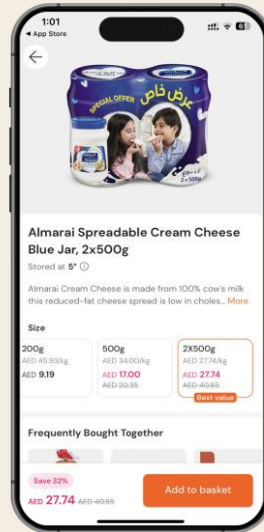 1:01
◀ App Store
SPECIAL OFFER
عرض خاص
2x500g
Almarai Spreadable Cream Cheese
Blue Jar, 2x500g
Stored at 5°
Almarai Cream Cheese is made from 100% cow's milk
this reduced-fat cheese spread is low in choles... More
Size
200g
AED 45.93/kg
AED 9.19
500g
AED 34.00/kg
AED 17.00
AED 20.35
2X500g
AED 27.74/kg
AED 27.74
AED 40.85
Best value
Frequently Bought Together
Save 32%
AED 27.74 AED 40.85
Add to basket